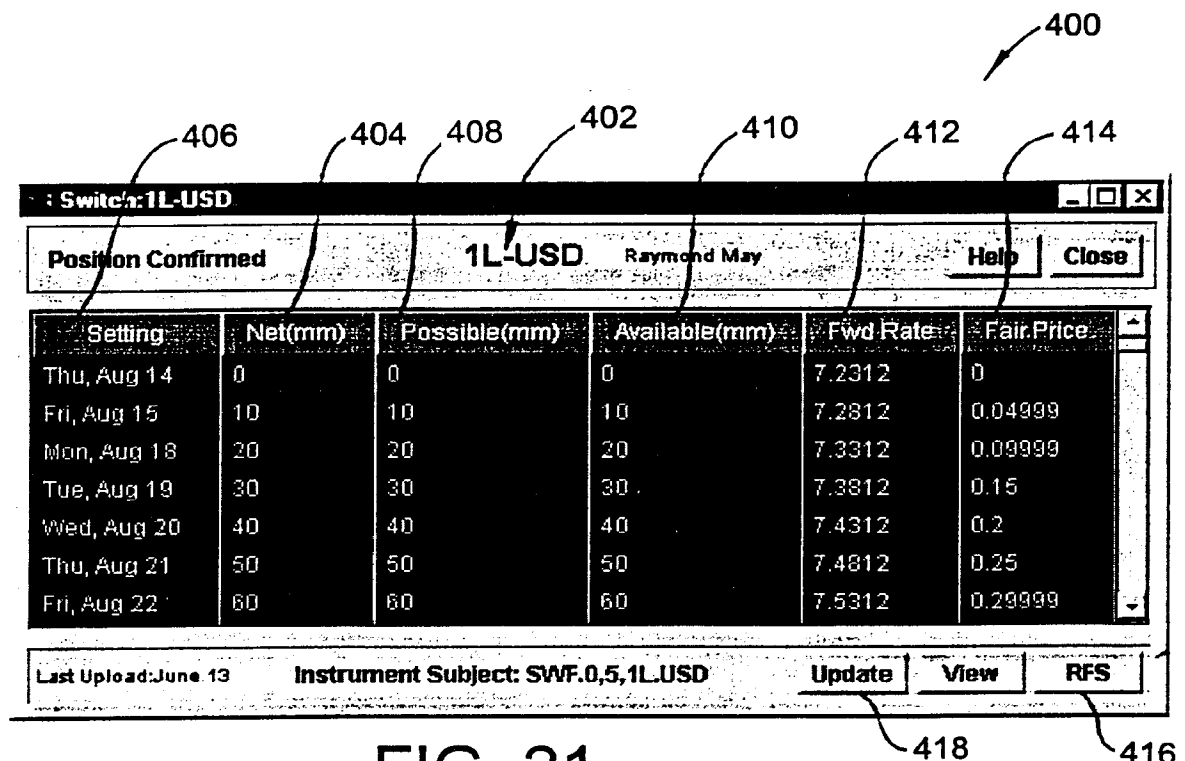 400
406 404 408 402 410 412 414
: Switch:1L-USD
Position Confirmed 1L-USD Raymond May Help Close
Setting Net(mm) Possible(mm) Available(mm) Fwd Rate Fair.Price
Thu, Aug 14 0 0 0 7.2312 0
Fri, Aug 15 10 10 10 7.2812 0.04999
Mon, Aug 18 20 20 20 7.3312 0.09999
Tue, Aug 19 30 30 30 7.3812 0.15
Wed, Aug 20 40 40 40 7.4312 0.2
Thu, Aug 21 50 50 50 7.4812 0.25
Fri, Aug 22 60 60 60 7.5312 0.29999
Last Upload:June 13 Instrument Subject: SWF.0,5,1L.USD Update View RFS
418 416
FIG. 31